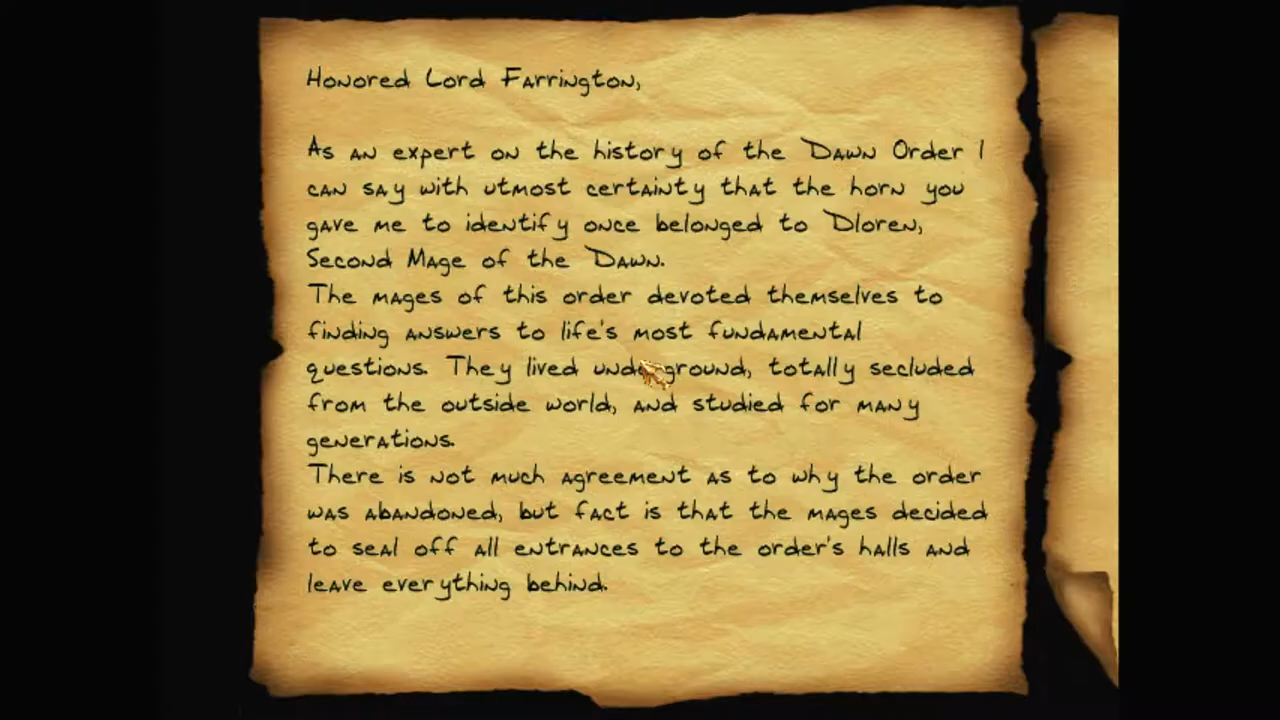 Honored Lord Farrington,
As an expert on the history of the Dawn Order I
can say with utmost certainty that the horn you
gave me to identify once belonged to Dloren,
Second Mage of the Dawn.
The mages of this order devoted themselves to
finding answers to life's most fundamental
questions. They lived underground, totally secluded
from the outside world, and studied for many
generations.
There is not much agreement as to why the order
was abandoned, but fact is that the mages decided
to seal off all entrances to the order's halls and
leave everything behind.